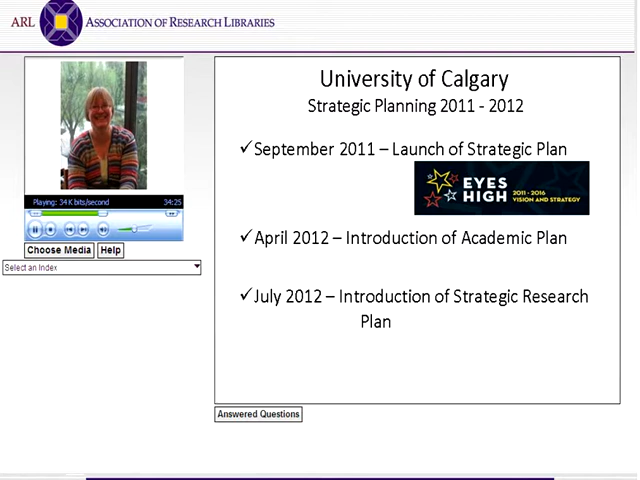 ARL ASSOCIATION OF RESEARCH LIBRARIES
University of Calgary
Strategic Planning 2011 - 2012
✓September 2011 – Launch of Strategic Plan
EYES
HIGH
2011 - 2016
VISION AND STRATEGY
✓April 2012 – Introduction of Academic Plan
✓July 2012 – Introduction of Strategic Research
Plan
Playing: 34 K bits/second 34:25
Choose Media Help
Select an Index
Answered Questions